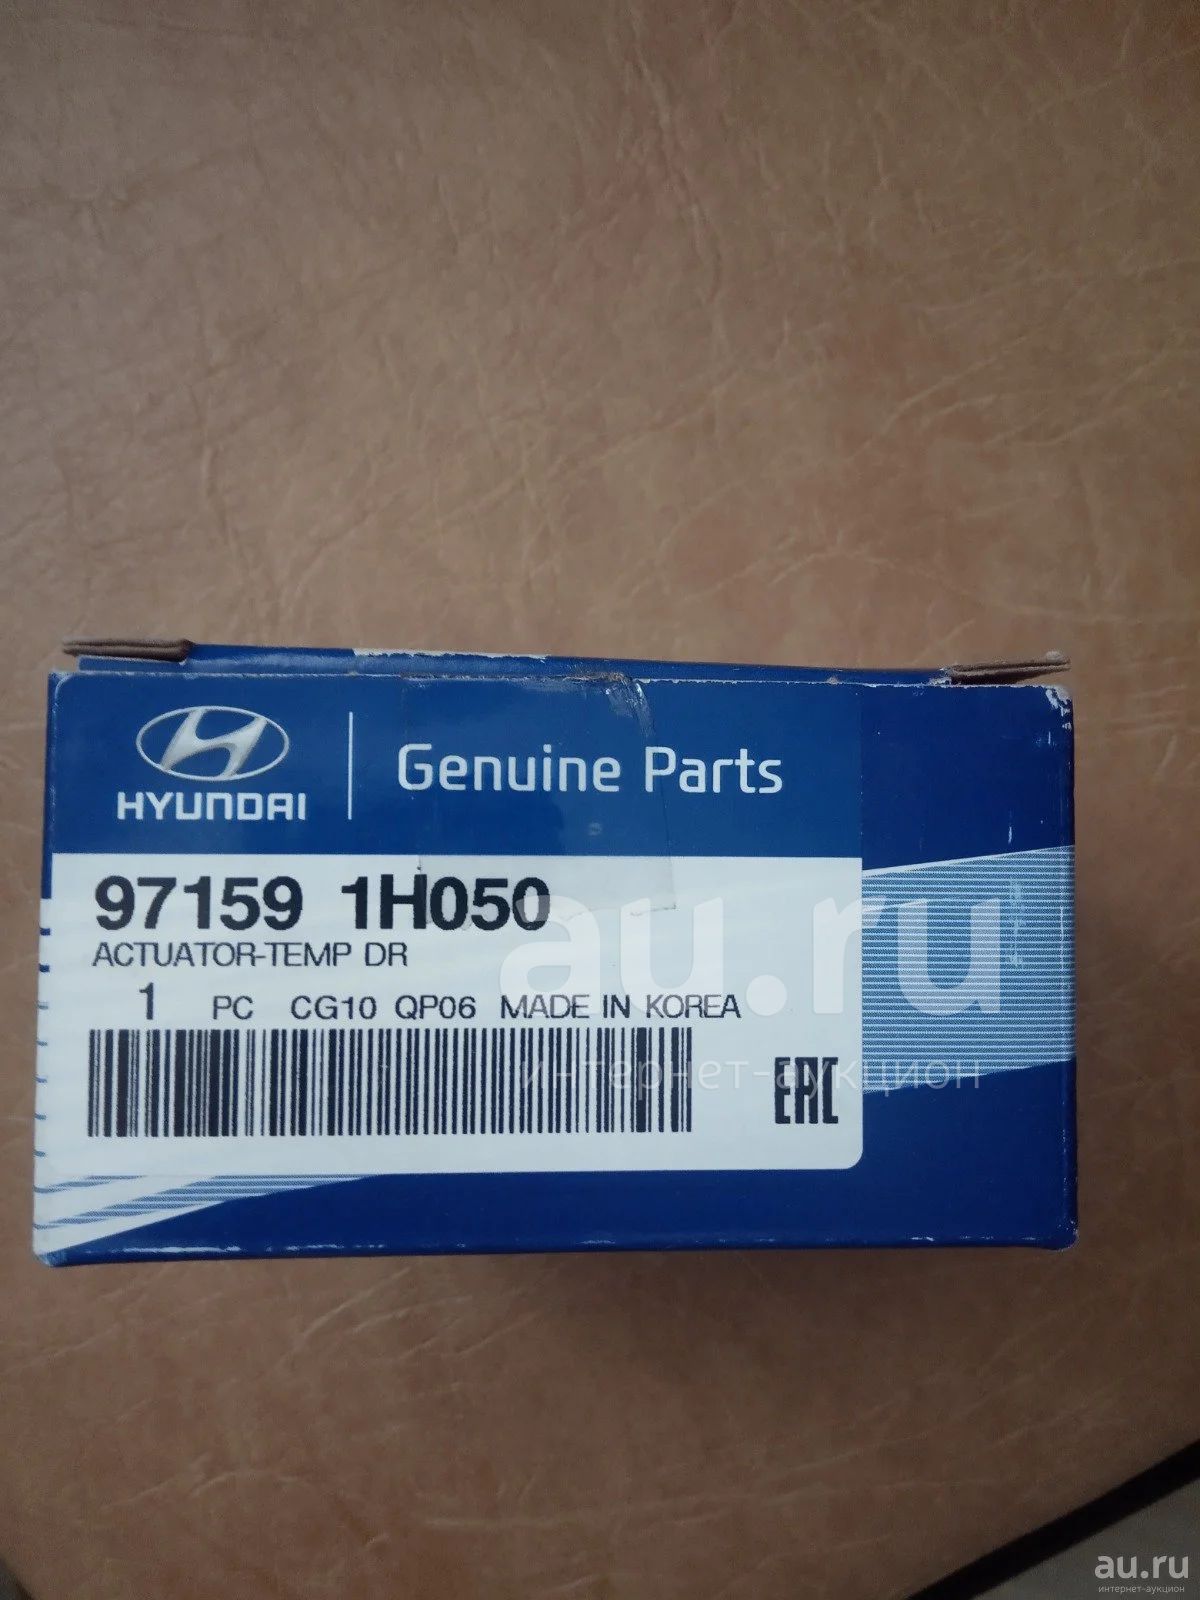 HYUNDAI
Genuine Parts
97159 1H050
ACTUATOR-TEMP DR
1 PC CG10 QP06 MADE IN KOREA
EAC
au.ru
интернет-аукцион
au.ru
интернет-аукцион